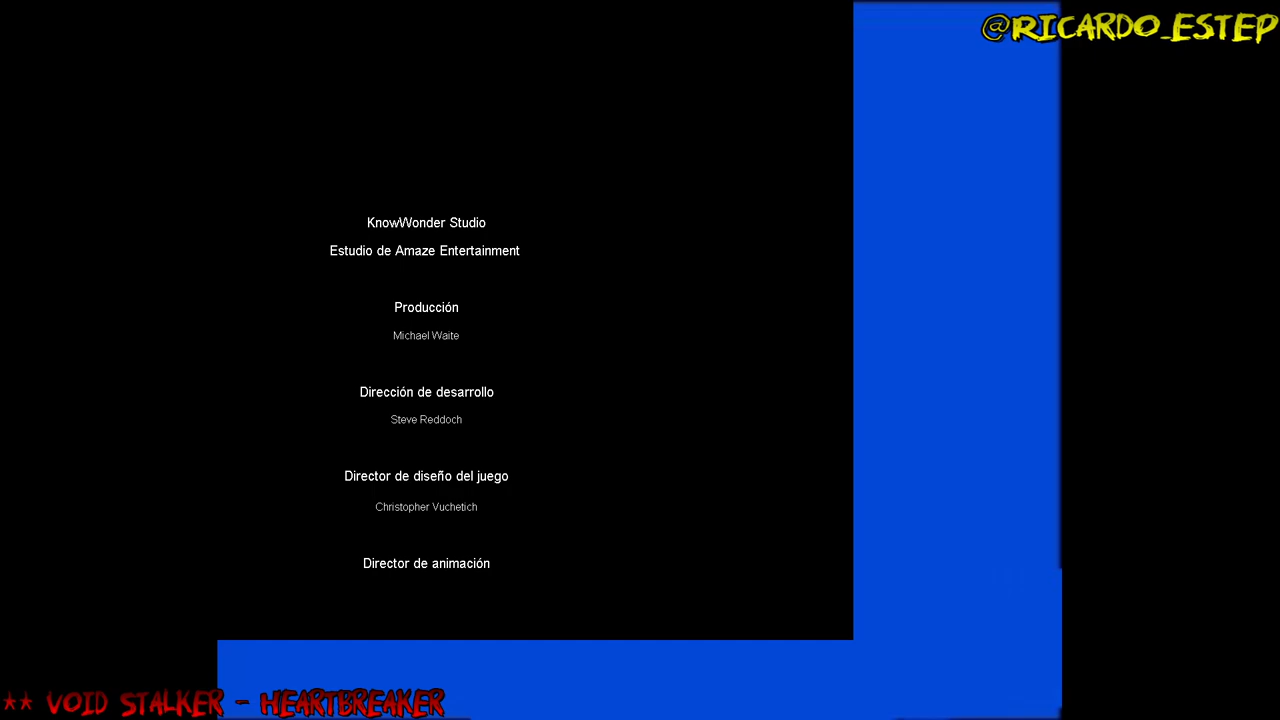 @RICARDO_ESTEP
KnowWonder Studio
Estudio de Amaze Entertainment
Producción
Michael Waite
Dirección de desarrollo
Steve Reddoch
Director de diseño del juego
Christopher Vuchetich
Director de animación
** VOID STALKER - HEARTBREAKER